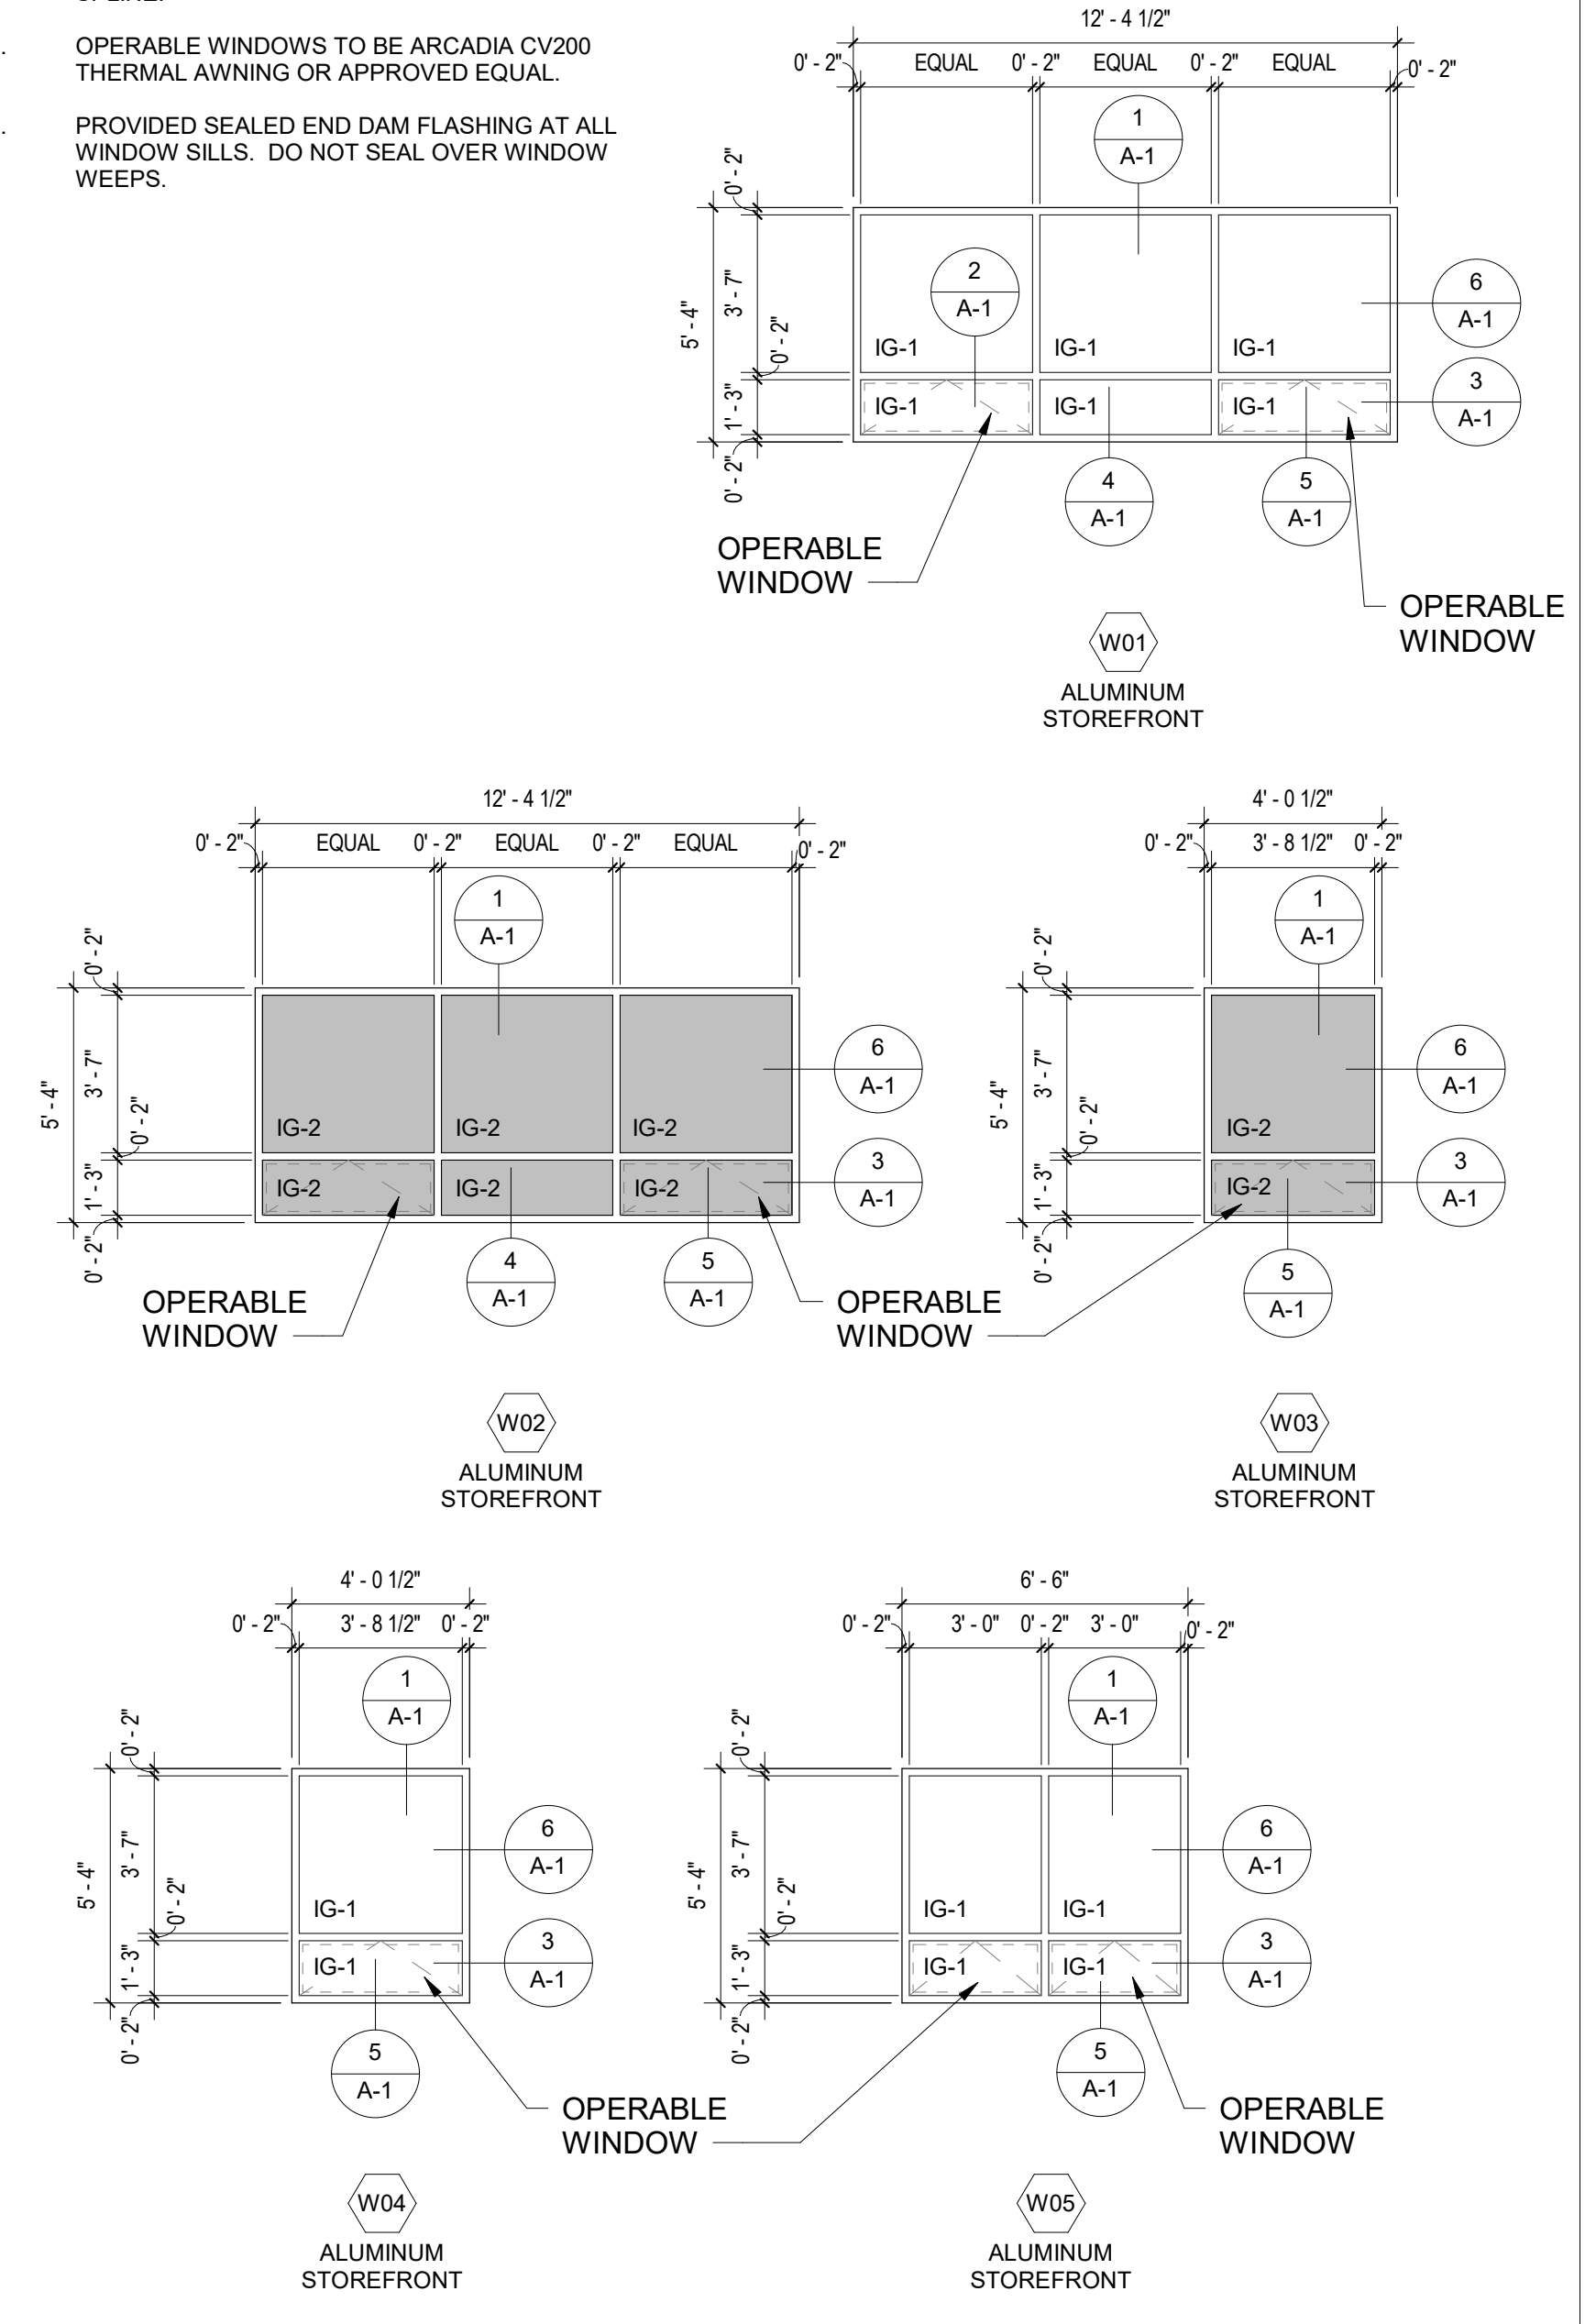 . OPERABLE WINDOWS TO BE ARCADIA CV200
THERMAL AWNING OR APPROVED EQUAL.
. PROVIDED SEALED END DAM FLASHING AT ALL
WINDOW SILLS. DO NOT SEAL OVER WINDOW
WEEPS.
12' - 4 1/2"
0' - 2" EQUAL 0' - 2" EQUAL 0' - 2" EQUAL 0' - 2"
1
A-1
0' - 2"
5' - 4"
3' - 7"
0' - 2"
1' - 3"
0' - 2"
2
A-1
6
A-1
IG-1 IG-1 IG-1
3
A-1
IG-1 IG-1 IG-1
4
A-1
5
A-1
OPERABLE
WINDOW
OPERABLE
WINDOW
W01
ALUMINUM
STOREFRONT
12' - 4 1/2"
0' - 2" EQUAL 0' - 2" EQUAL 0' - 2" EQUAL 0' - 2"
1
A-1
0' - 2"
5' - 4"
3' - 7"
0' - 2"
1' - 3"
0' - 2"
6
A-1
IG-2 IG-2 IG-2
3
A-1
IG-2 IG-2 IG-2
4
A-1
5
A-1
OPERABLE
WINDOW
OPERABLE
WINDOW
W02
ALUMINUM
STOREFRONT
4' - 0 1/2"
0' - 2" 3' - 8 1/2" 0' - 2"
1
A-1
0' - 2"
5' - 4"
3' - 7"
0' - 2"
1' - 3"
0' - 2"
6
A-1
IG-2
3
A-1
IG-2
5
A-1
W03
ALUMINUM
STOREFRONT
4' - 0 1/2"
0' - 2" 3' - 8 1/2" 0' - 2"
1
A-1
0' - 2"
5' - 4"
3' - 7"
0' - 2"
1' - 3"
0' - 2"
6
A-1
IG-1
3
A-1
IG-1
5
A-1
OPERABLE
WINDOW
W04
ALUMINUM
STOREFRONT
6' - 6"
0' - 2" 3' - 0" 0' - 2" 3' - 0" 0' - 2"
1
A-1
0' - 2"
5' - 4"
3' - 7"
0' - 2"
1' - 3"
0' - 2"
6
A-1
IG-1 IG-1
3
A-1
IG-1 IG-1
5
A-1
OPERABLE
WINDOW
W05
ALUMINUM
STOREFRONT